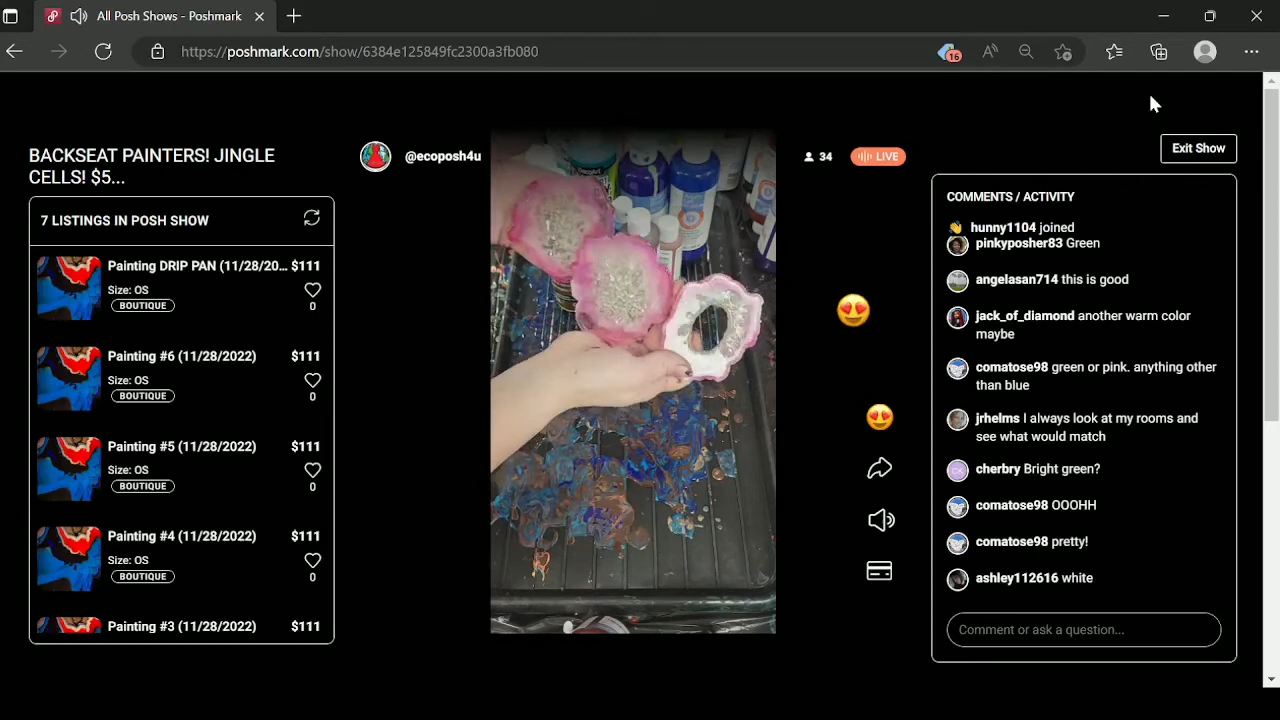 All Posh Shows - Poshmark
https://poshmark.com/show/6384e125849fc2300a3fb080
16
BACKSEAT PAINTERS! JINGLE
CELLS! $5...
@ecoposh4u
34
LIVE
Exit Show
7 LISTINGS IN POSH SHOW
Painting DRIP PAN (11/28/20... $111
Size: OS
BOUTIQUE
0
Painting #6 (11/28/2022) $111
Size: OS
BOUTIQUE
0
Painting #5 (11/28/2022) $111
Size: OS
BOUTIQUE
0
Painting #4 (11/28/2022) $111
Size: OS
BOUTIQUE
0
Painting #3 (11/28/2022) $111
COMMENTS / ACTIVITY
hunny1104 joined
pinkyposher83 Green
angelasan714 this is good
jack_of_diamond another warm color
maybe
comatose98 green or pink. anything other
than blue
jrhelms I always look at my rooms and
see what would match
cherbry Bright green?
comatose98 OOOHH
comatose98 pretty!
ashley112616 white
Comment or ask a question...